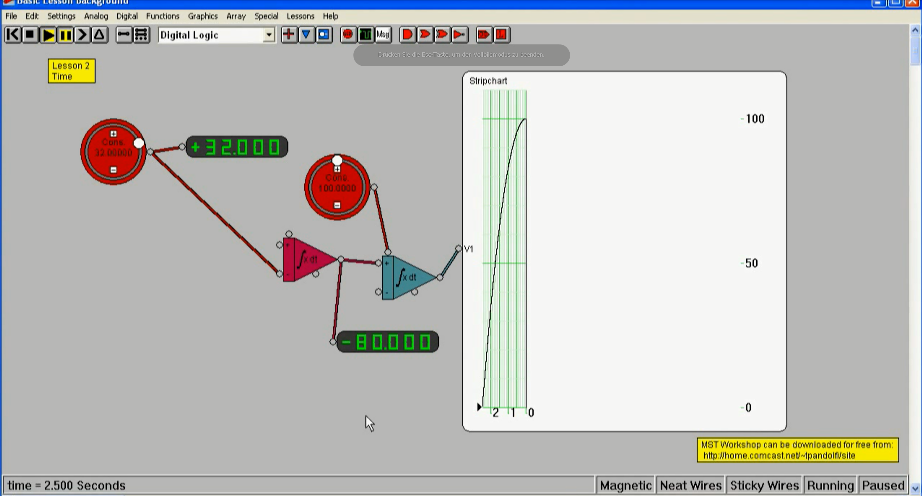 Basic Lesson Background
File Edit Settings Analog Digital Functions Graphics Array Special Lessons Help
Msg
Digital Logic
Lesson 2
Time
Stripchart
Cons
32.00000
+32.000
Cons
100.0000
∫x dt
∫x dt
V1
-80.000
-100
-50
-0
2 1 0
MST Workshop can be downloaded for free from:
http://home.comcast.net/~tpandolfi/site
time = 2.500 Seconds
Magnetic Neat Wires Sticky Wires Running Paused